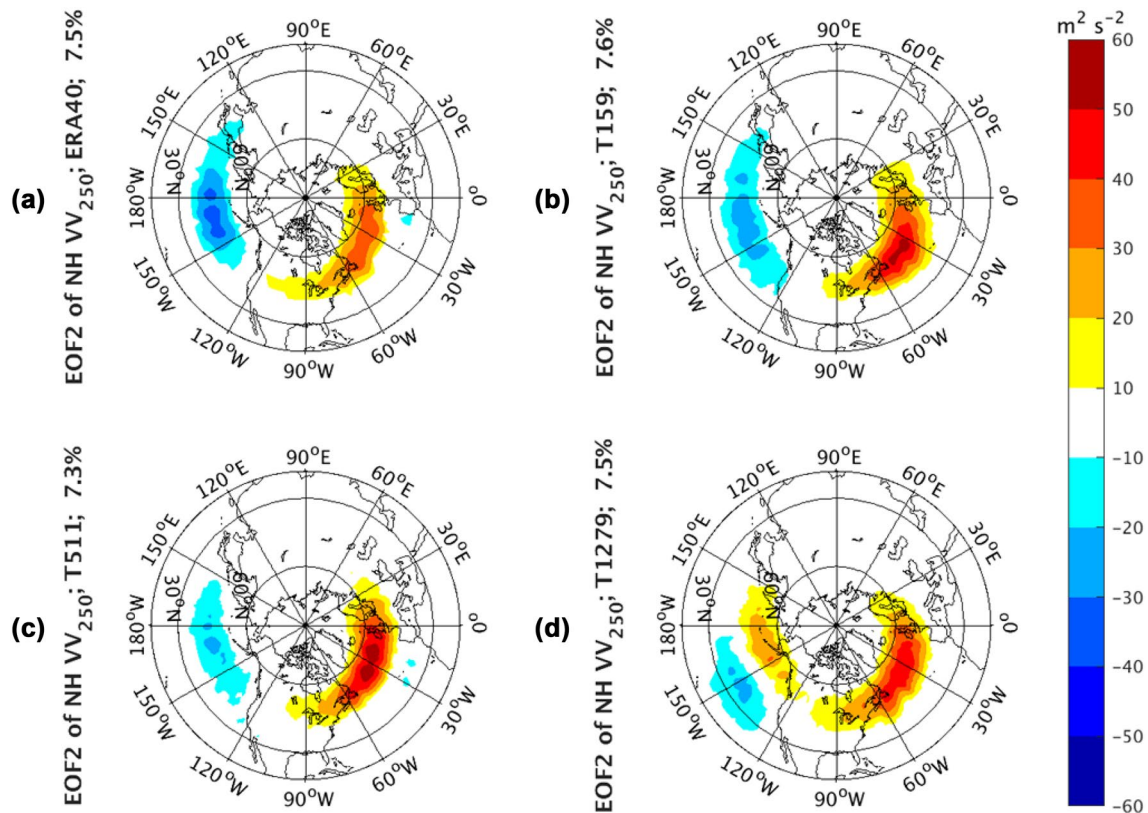 (a)
EOF2 of NH VV250; ERA40; 7.5%
90°E
120°E
60°E
150°E
30°E
30°N
60°N
180°W
0°
150°W
30°W
120°W
60°W
90°W
(b)
EOF2 of NH VV250; T159; 7.6%
90°E
120°E
60°E
150°E
30°E
30°N
60°N
180°W
0°
150°W
30°W
120°W
60°W
90°W
(c)
EOF2 of NH VV250; T511; 7.3%
90°E
120°E
60°E
150°E
30°E
30°N
60°N
180°W
0°
150°W
30°W
120°W
60°W
90°W
(d)
EOF2 of NH VV250; T1279; 7.5%
90°E
120°E
60°E
150°E
30°E
30°N
60°N
180°W
0°
150°W
30°W
120°W
60°W
90°W
m² s⁻²
60
50
40
30
20
10
−10
−20
−30
−40
−50
−60